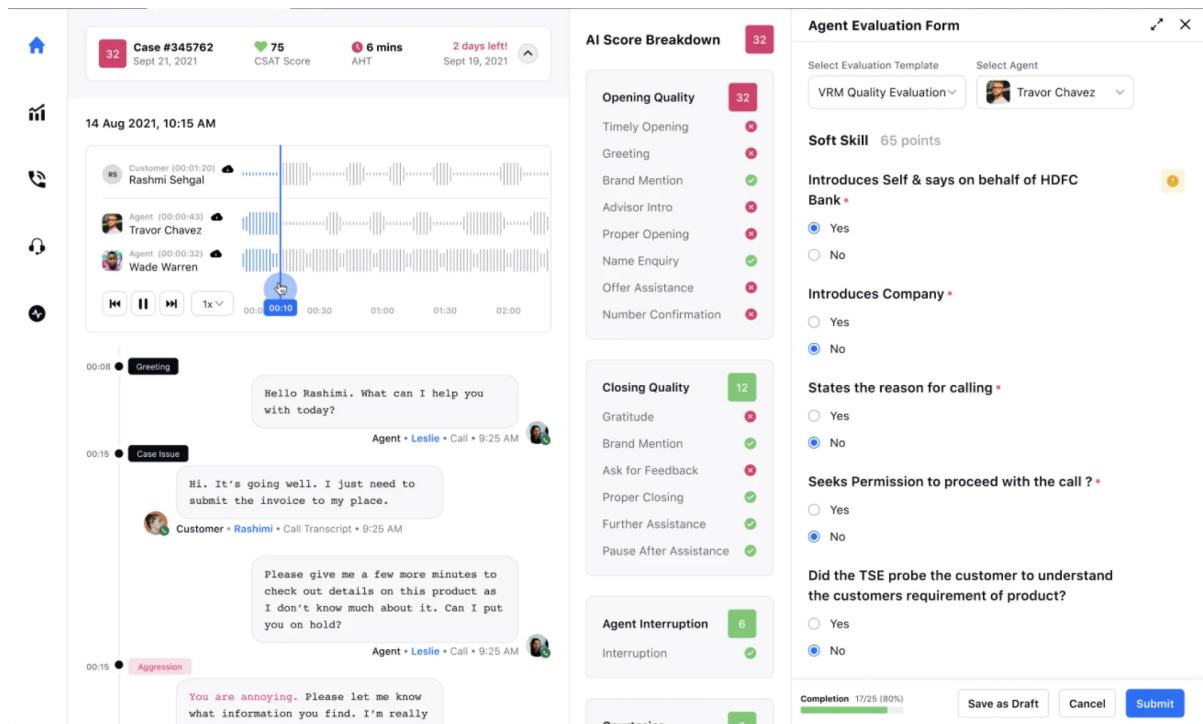 32
Case #345762
Sept 21, 2021
75
CSAT Score
6 mins
AHT
2 days left!
Sept 19, 2021
14 Aug 2021, 10:15 AM
RS
Customer (00:01:20)
Rashmi Sehgal
Agent (00:00:43)
Travor Chavez
Agent (00:00:32)
Wade Warren
1x
00:10
00:30
01:00
01:30
02:00
00:08
Greeting
Hello Rashimi. What can I help you
with today?
Agent • Leslie • Call • 9:25 AM
00:15
Case Issue
Hi. It's going well. I just need to
submit the invoice to my place.
Customer • Rashimi • Call Transcript • 9:25 AM
Please give me a few more minutes to
check out details on this product as
I don't know much about it. Can I put
you on hold?
Agent • Leslie • Call • 9:25 AM
00:15
Aggression
You are annoying. Please let me know
what information you find. I'm really
AI Score Breakdown
32
Opening Quality
32
Timely Opening
Greeting
Brand Mention
Advisor Intro
Proper Opening
Name Enquiry
Offer Assistance
Number Confirmation
Closing Quality
12
Gratitude
Brand Mention
Ask for Feedback
Proper Closing
Further Assistance
Pause After Assistance
Agent Interruption
6
Interruption
Agent Evaluation Form
Select Evaluation Template
VRM Quality Evaluation
Select Agent
Travor Chavez
Soft Skill 65 points
Introduces Self & says on behalf of HDFC
Bank •
Yes
No
Introduces Company •
Yes
No
States the reason for calling •
Yes
No
Seeks Permission to proceed with the call ? •
Yes
No
Did the TSE probe the customer to understand
the customers requirement of product?
Yes
No
Completion 17/25 (80%)
Save as Draft
Cancel
Submit